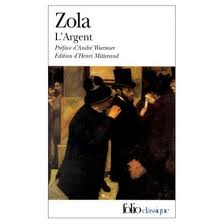 Zola
L'Argent
Préface d'André Wurmser
Édition d'Henri Mitterand
folio classique